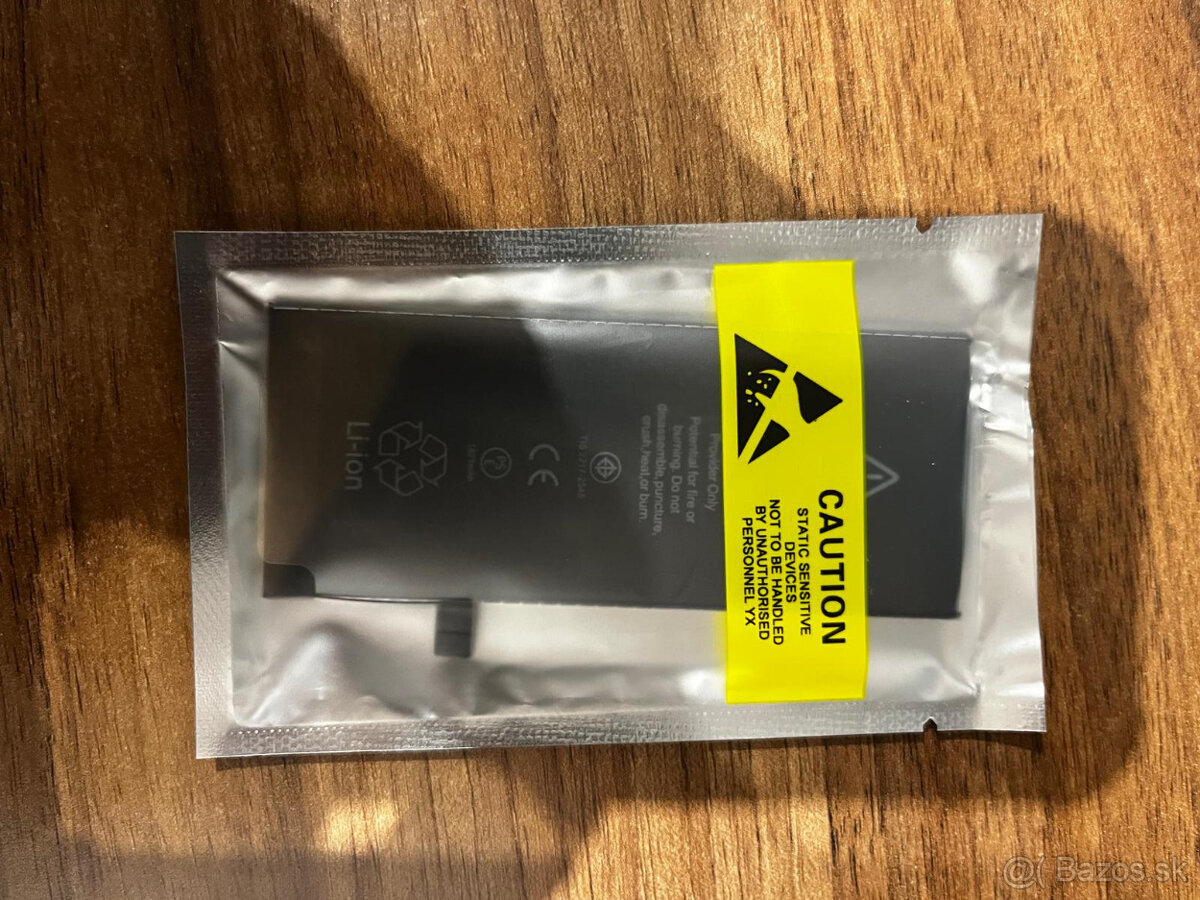 CAUTION
STATIC SENSITIVE
DEVICES
NOT TO BE HANDLED
BY UNAUTHORISED
PERSONNEL YX
Provider Only
Potential for fire or
burning. Do not
disassemble,puncture,
crush,heat,or burn.
CE
PS
E
Li-ion
@( Bazos.sk